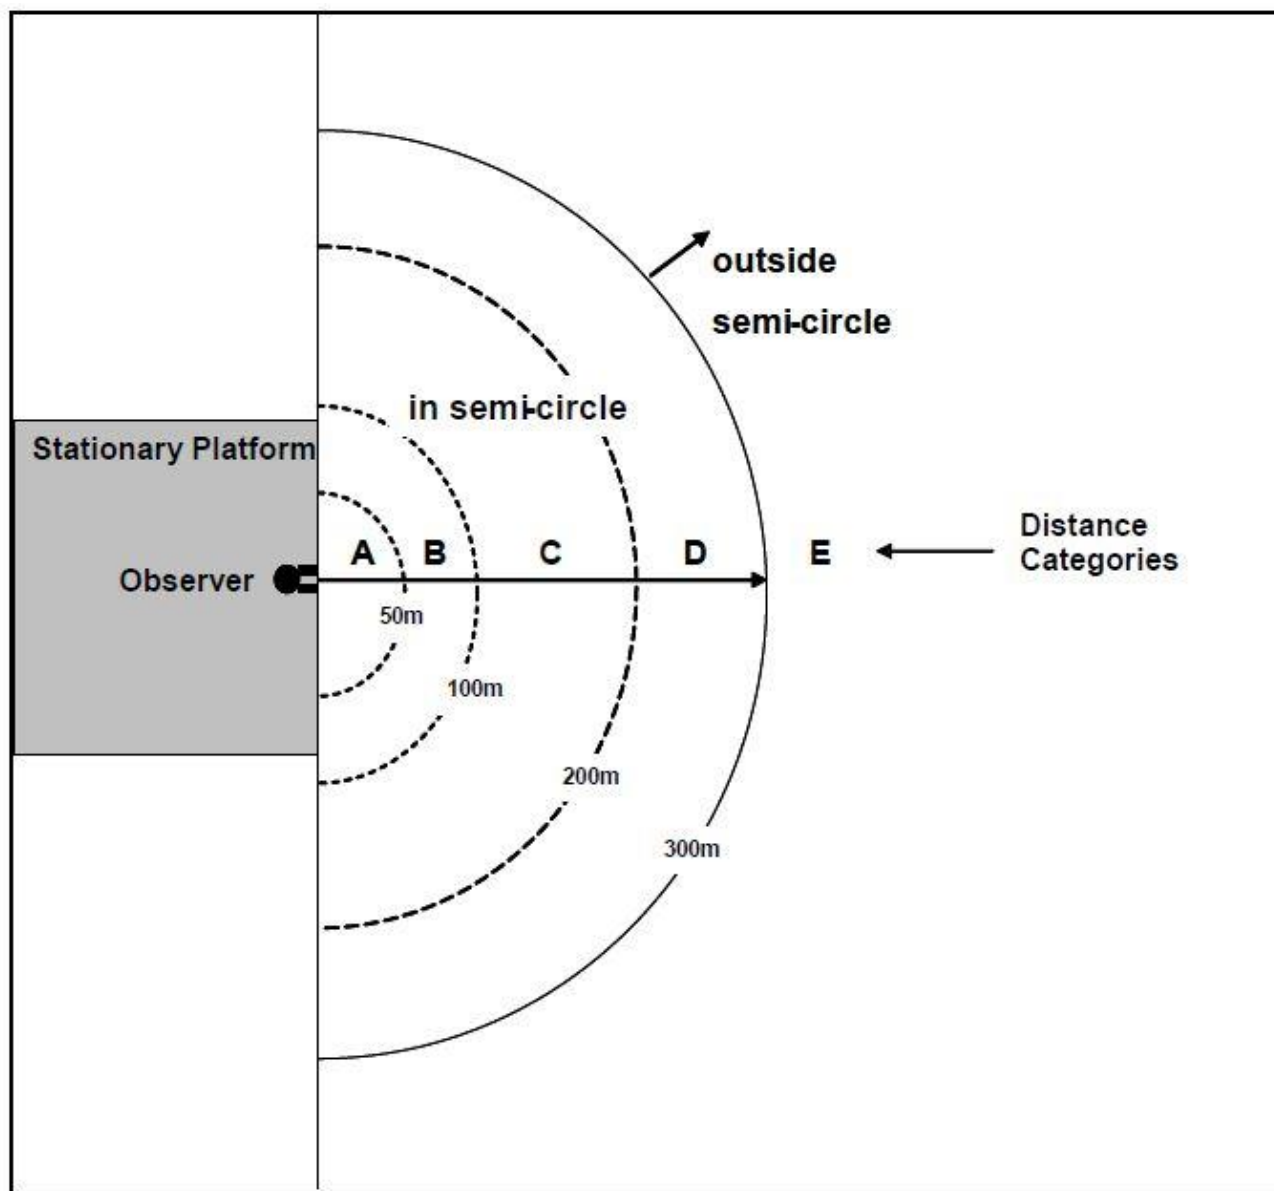 outside
semi-circle
in semi-circle
Stationary Platform
A B C D E
Distance
Categories
Observer
50m
100m
200m
300m